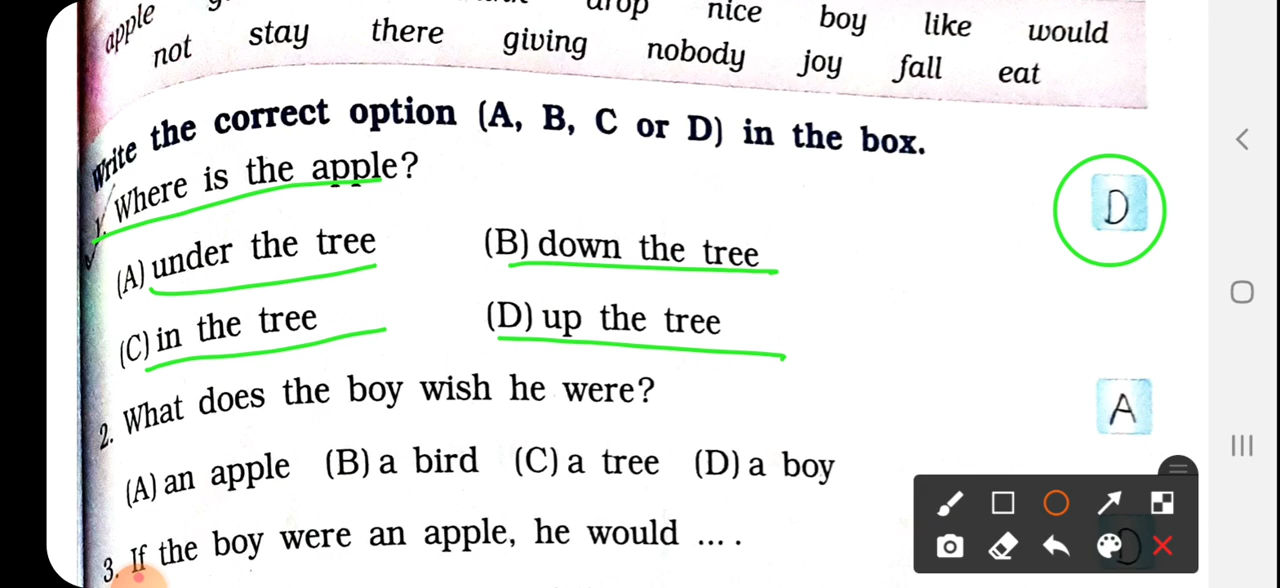 apple drop nice boy like would
not stay there giving nobody joy fall eat
Write the correct option (A, B, C or D) in the box.
1. Where is the apple? D
(A) under the tree (B) down the tree
(C) in the tree (D) up the tree
2. What does the boy wish he were? A
(A) an apple (B) a bird (C) a tree (D) a boy
3. If the boy were an apple, he would .... D